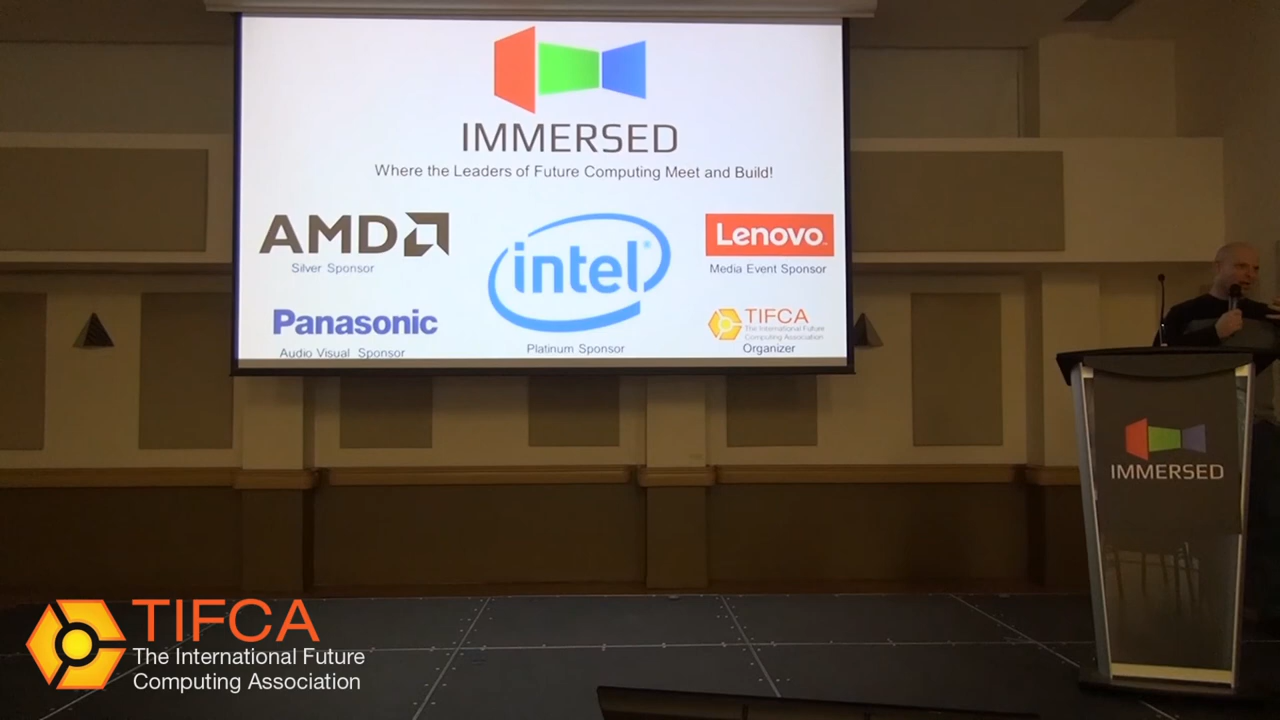 IMMERSED
Where the Leaders of Future Computing Meet and Build!
AMD
Silver Sponsor
intel
Platinum Sponsor
Lenovo
Media Event Sponsor
Panasonic
Audio Visual Sponsor
TIFCA
The International Future
Computing Association
Organizer
IMMERSED
TIFCA
The International Future
Computing Association